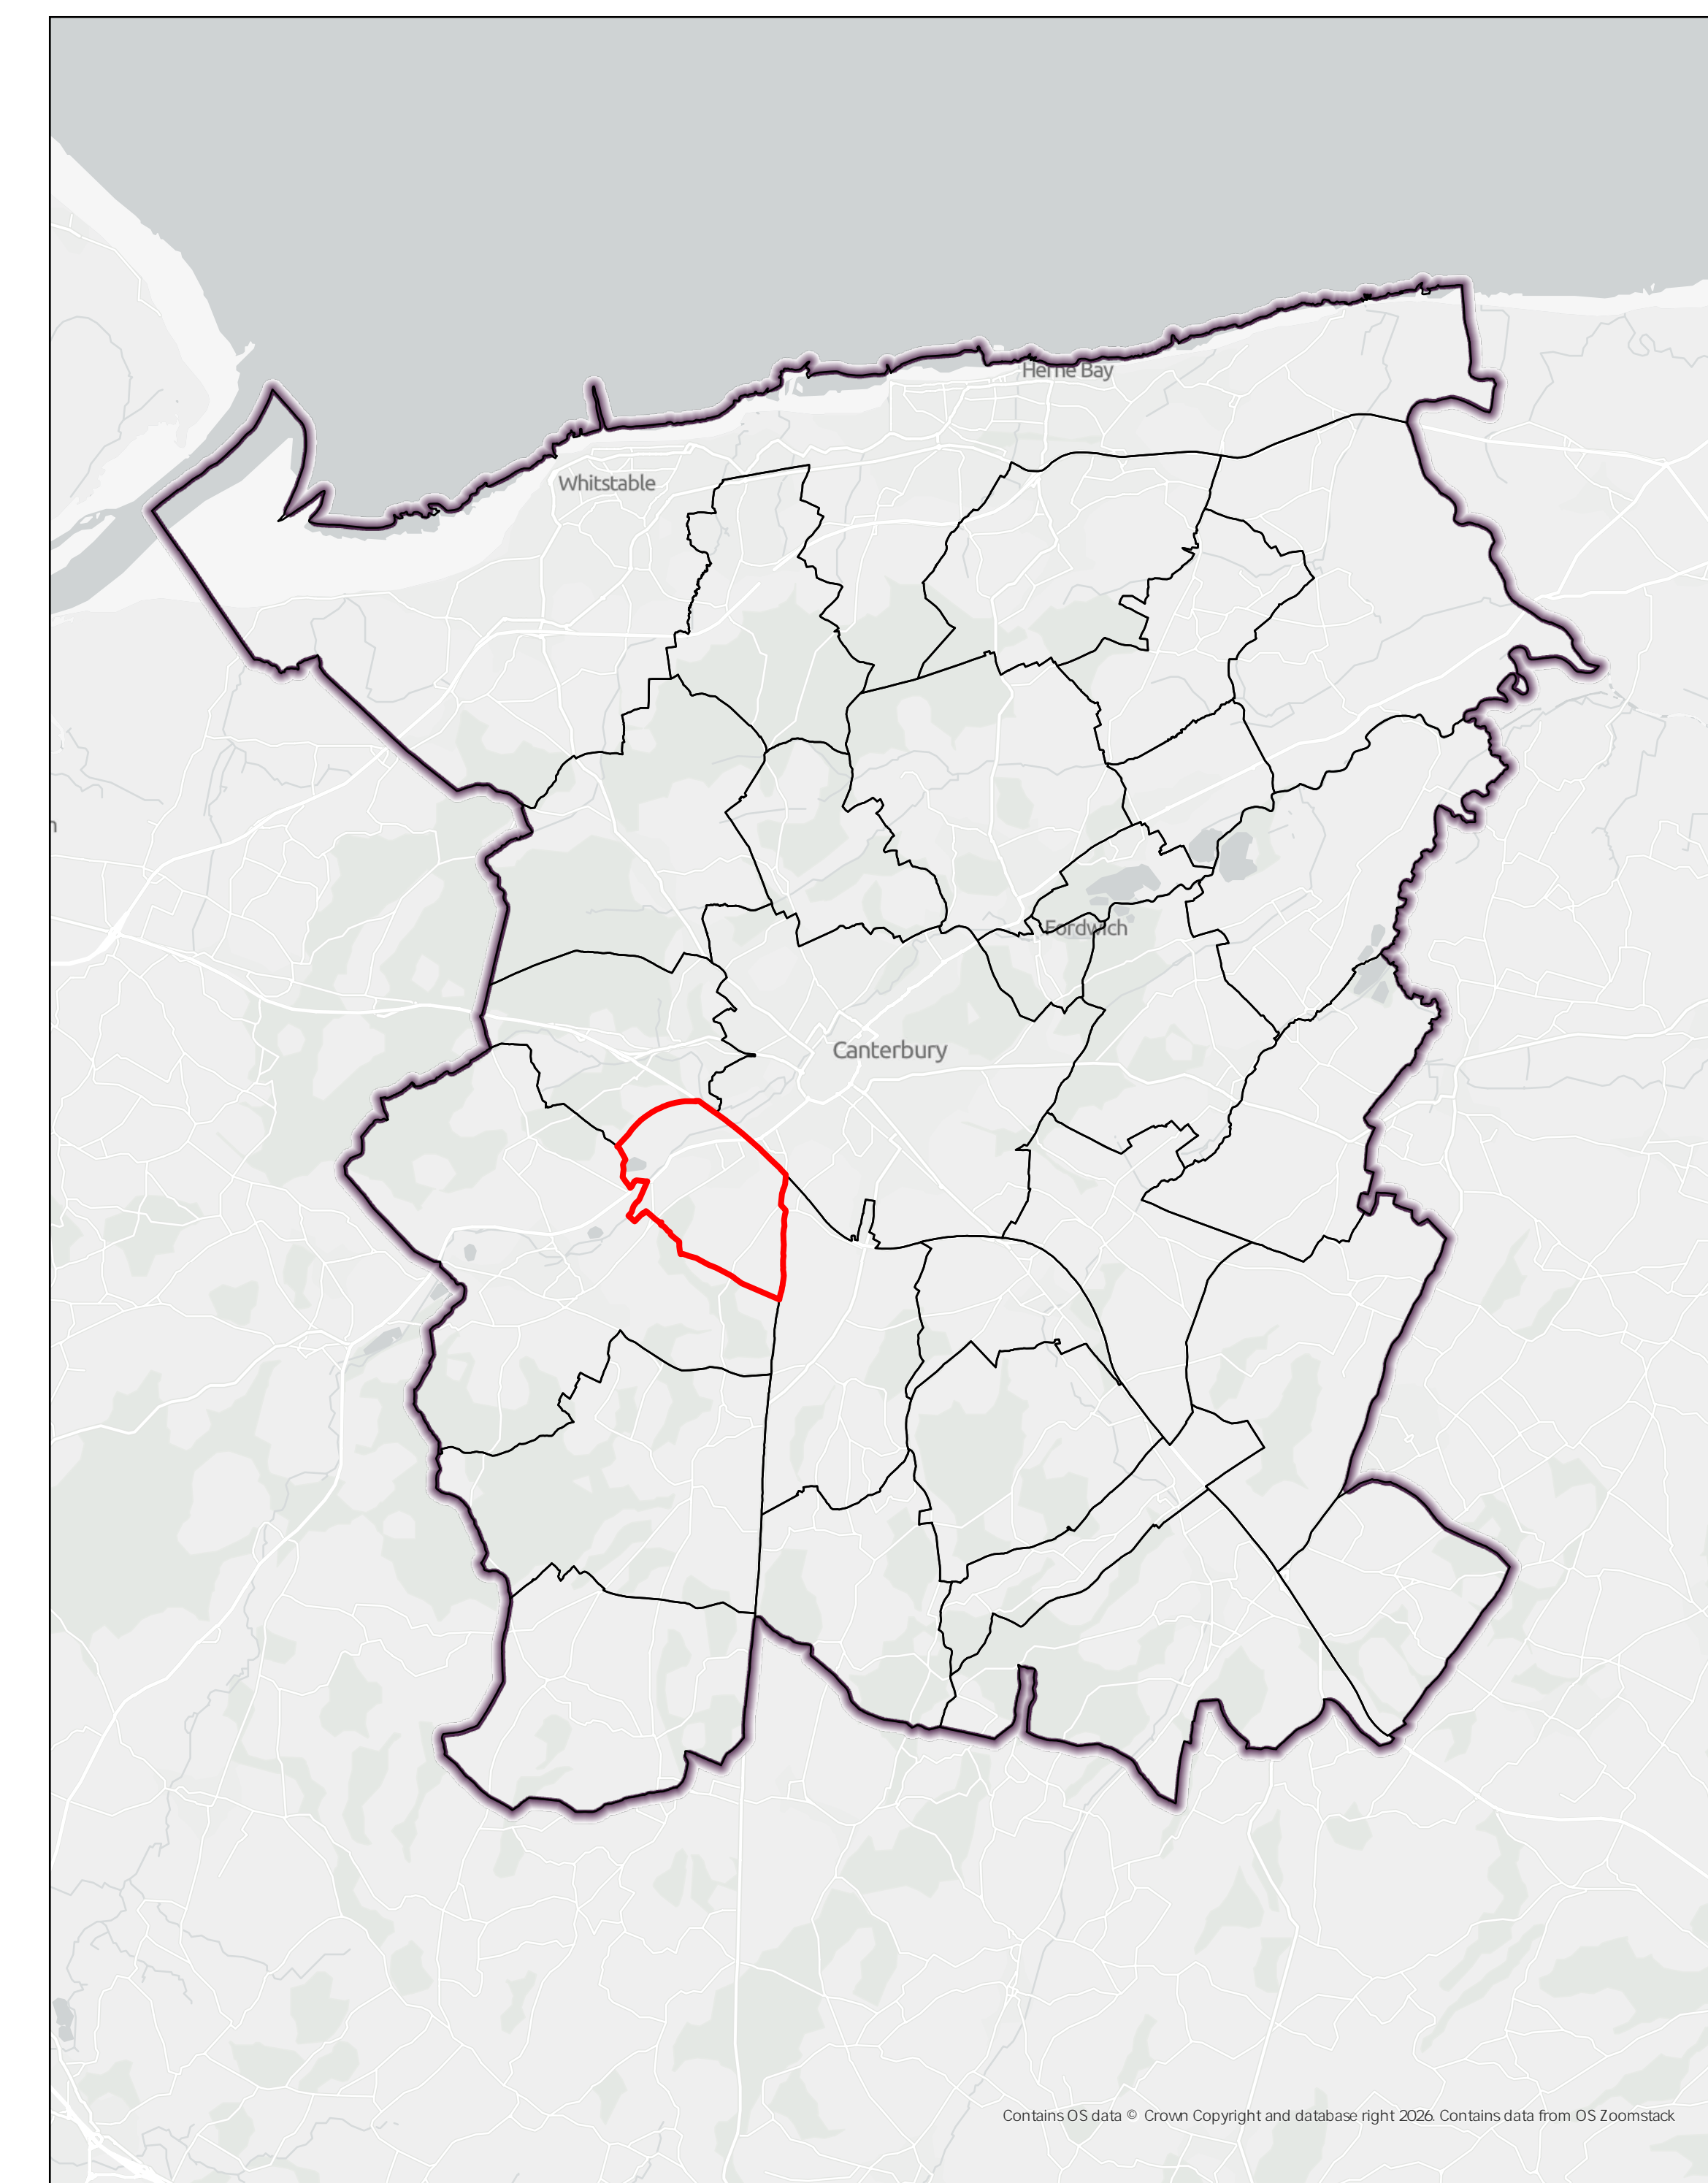 Herne Bay
Whitstable
Fordwich
Canterbury
Contains OS data © Crown Copyright and database right 2026. Contains data from OS Zoomstack